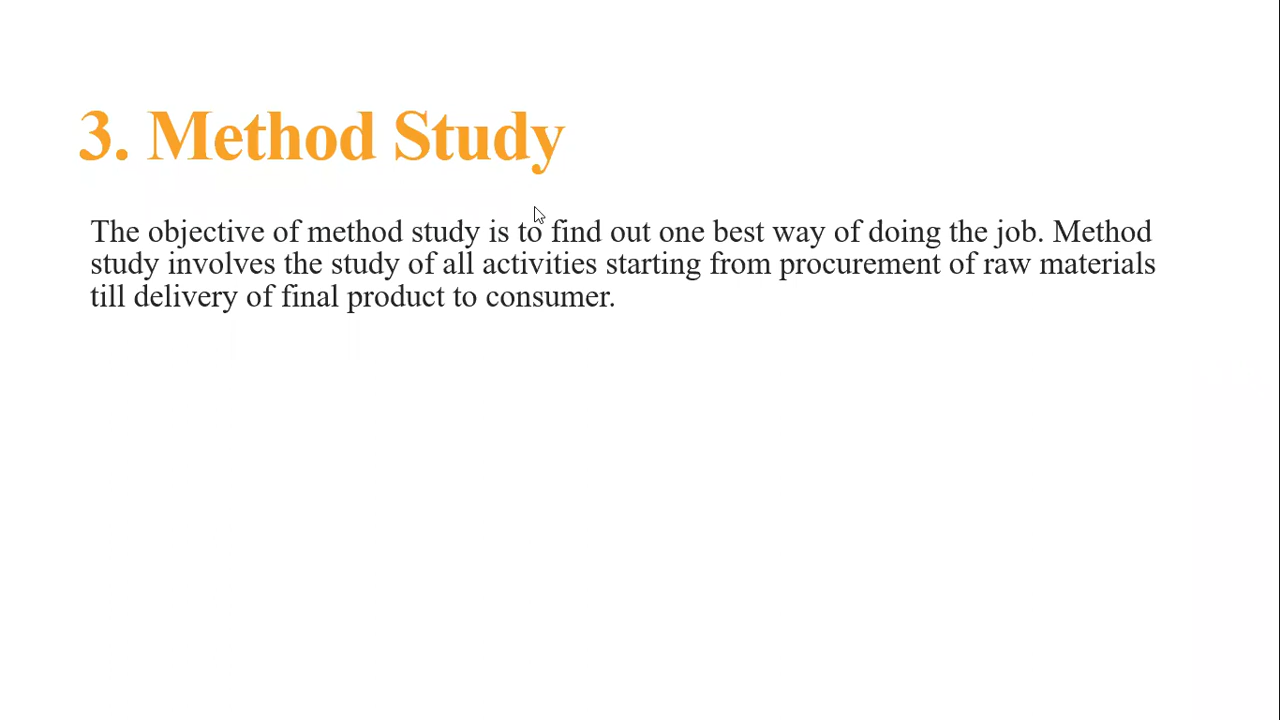 3. Method Study
The objective of method study is to find out one best way of doing the job. Method
study involves the study of all activities starting from procurement of raw materials
till delivery of final product to consumer.